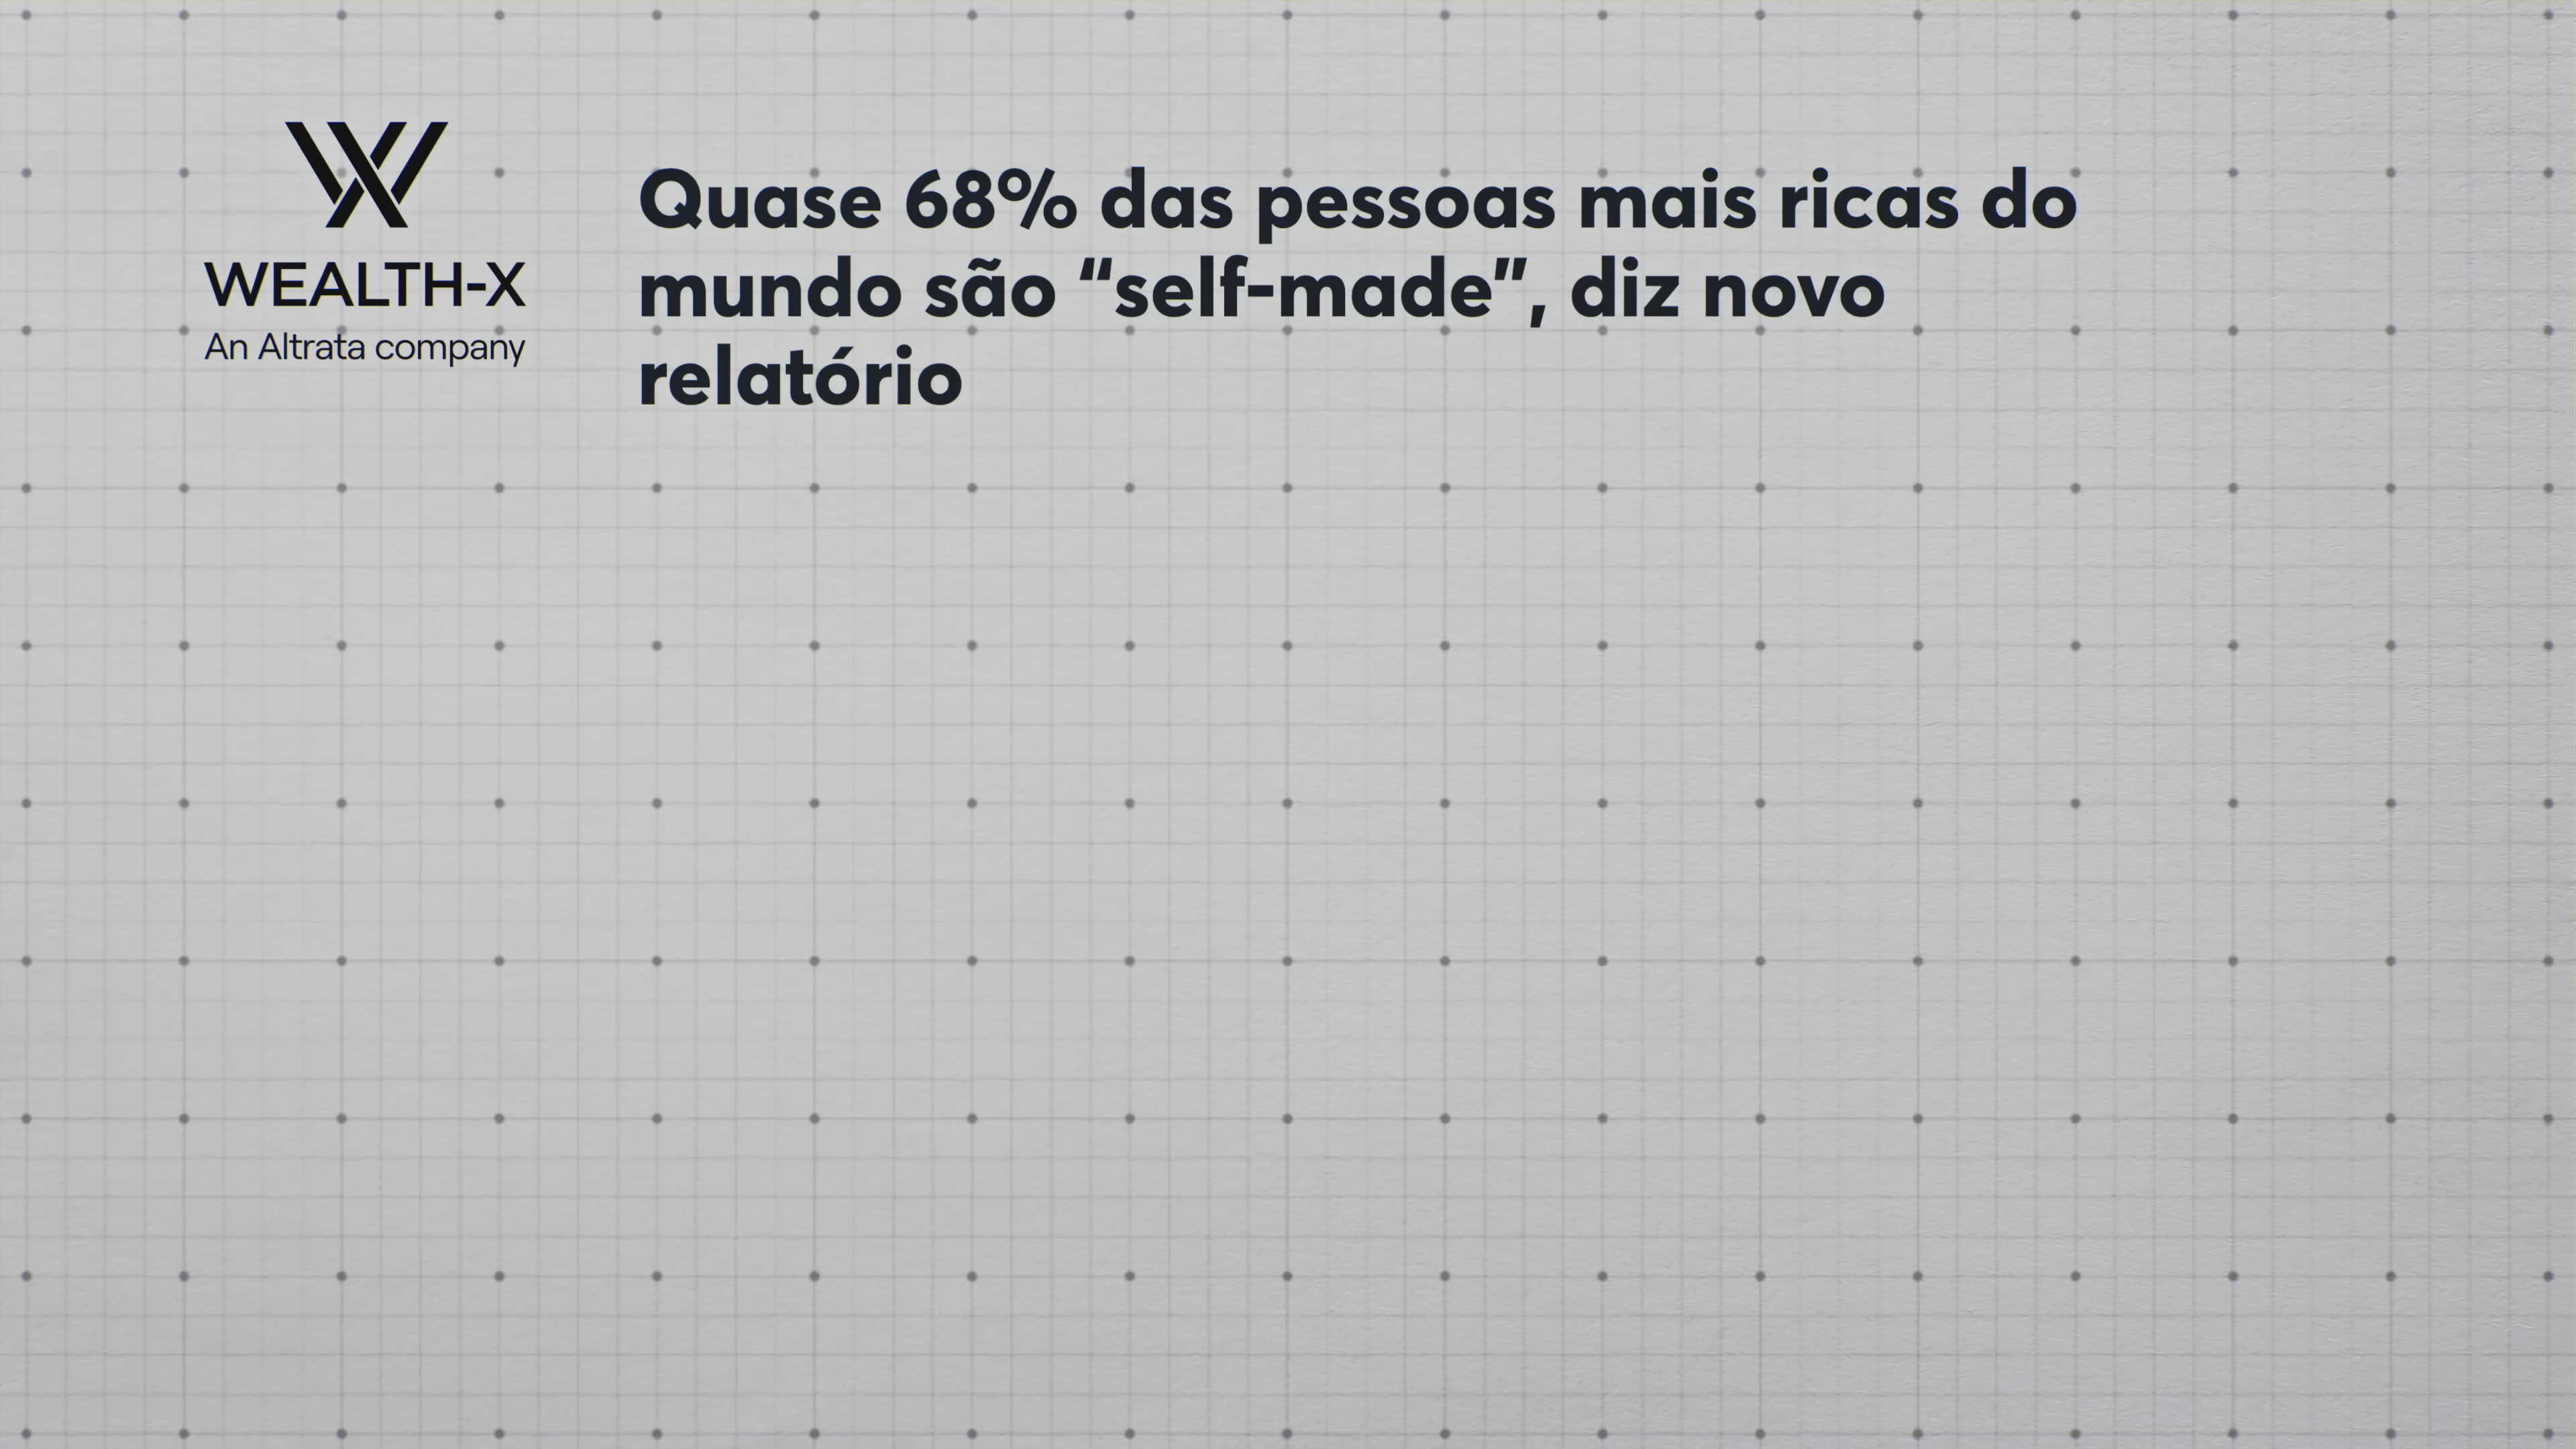 WEALTH-X
An Altrata company
Quase 68% das pessoas mais ricas do
mundo são “self-made”, diz novo
relatório